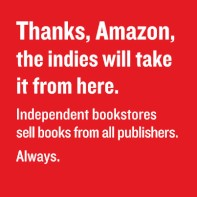 Thanks, Amazon,
the indies will take
it from here.
Independent bookstores
sell books from all publishers.
Always.